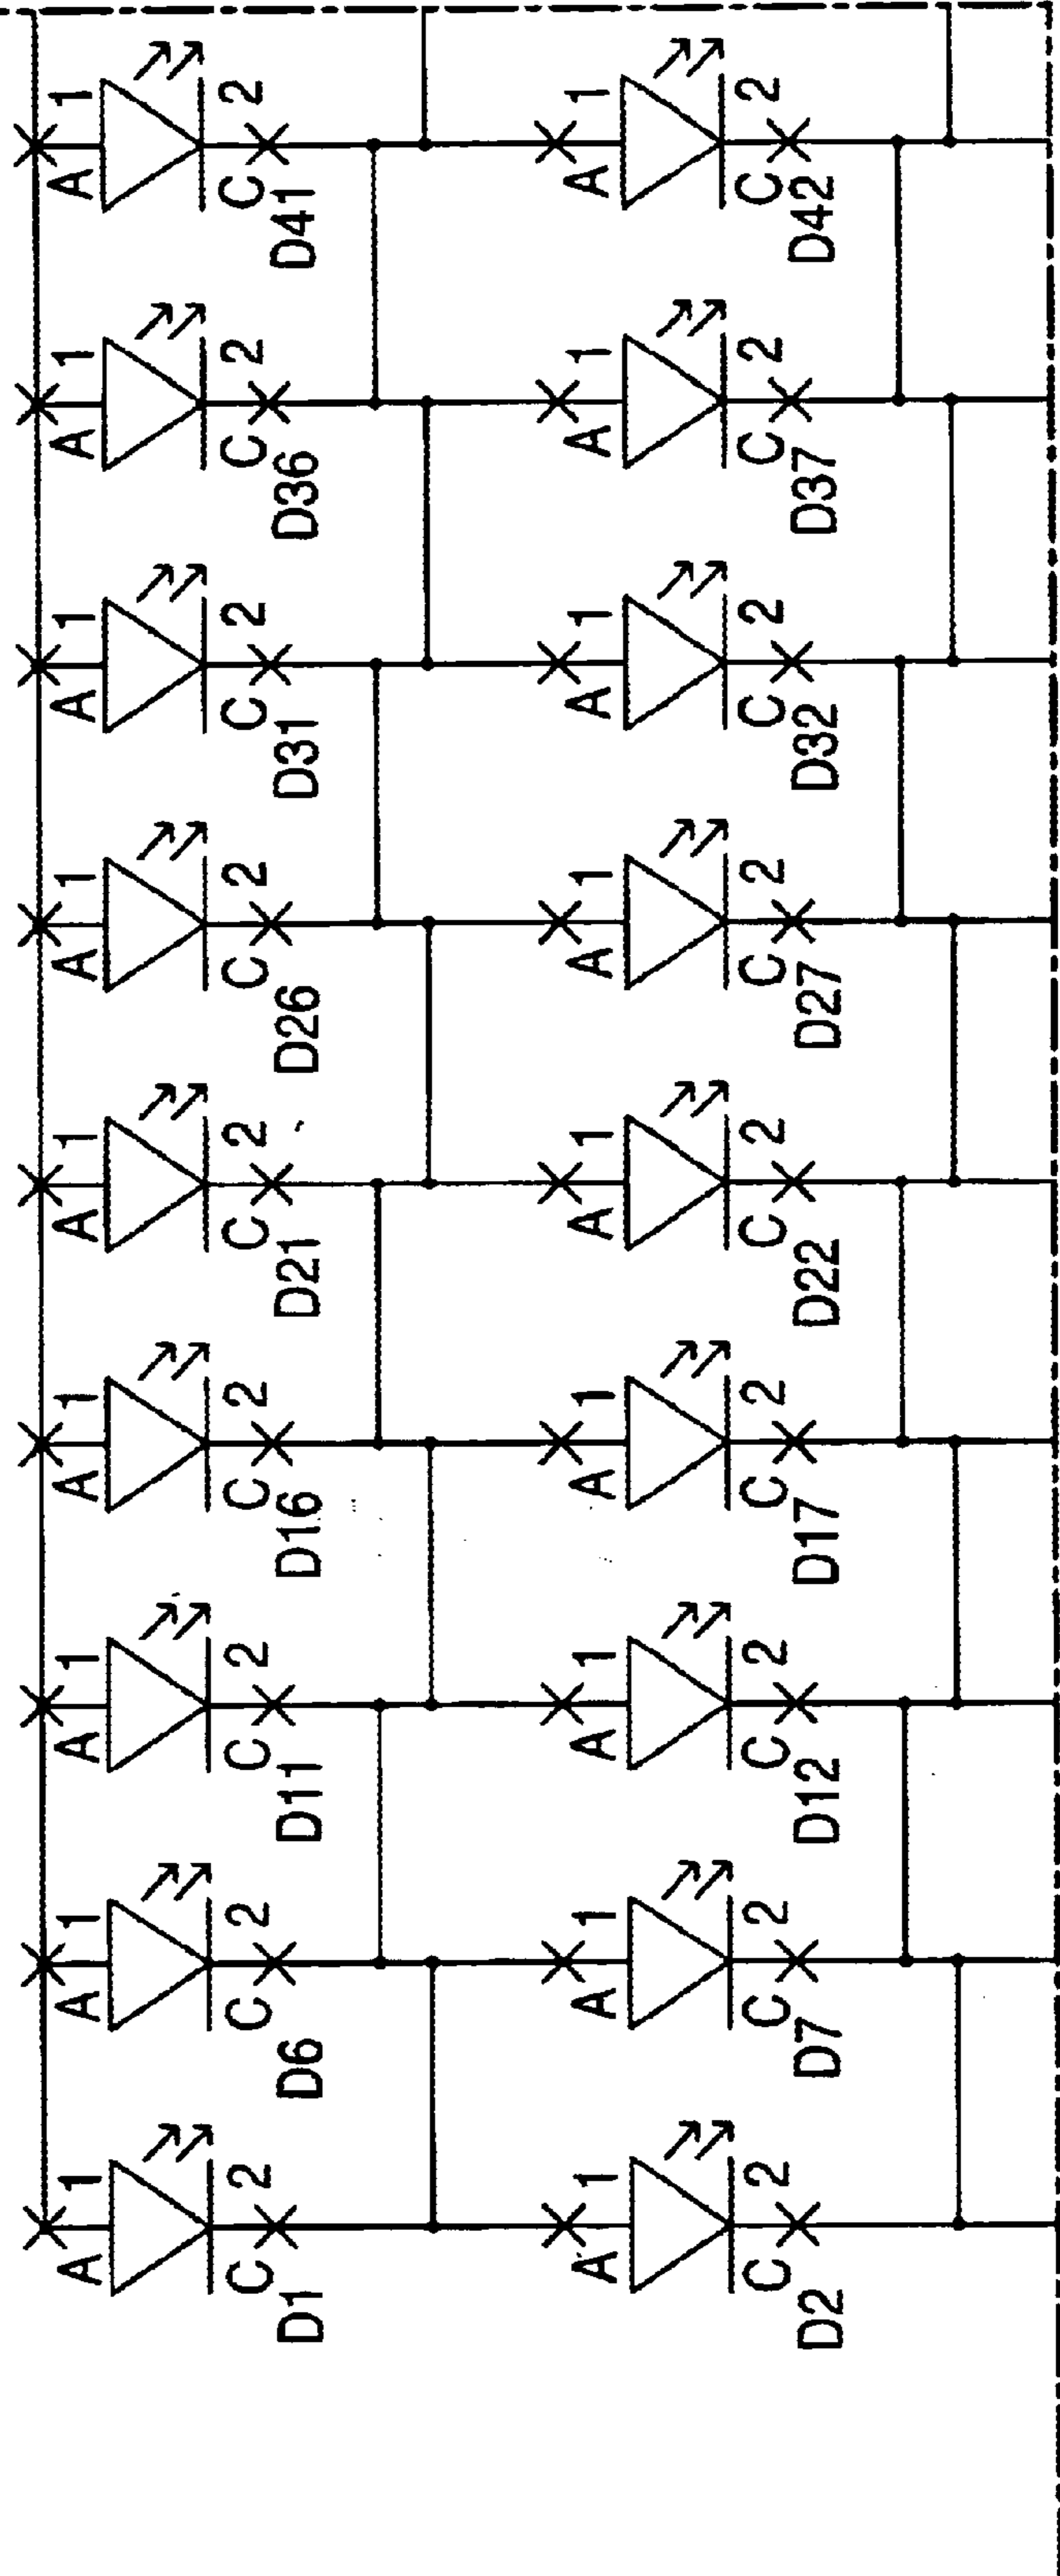 A 1 A 1 A 1 A 1 A 1 A 1 A 1 A 1 A 1
C 2 C 2 C 2 C 2 C 2 C 2 C 2 C 2 C 2
D1 D6 D11 D16 D21 D26 D31 D36 D41
A 1 A 1 A 1 A 1 A 1 A 1 A 1 A 1 A 1
C 2 C 2 C 2 C 2 C 2 C 2 C 2 C 2 C 2
D2 D7 D12 D17 D22 D27 D32 D37 D42